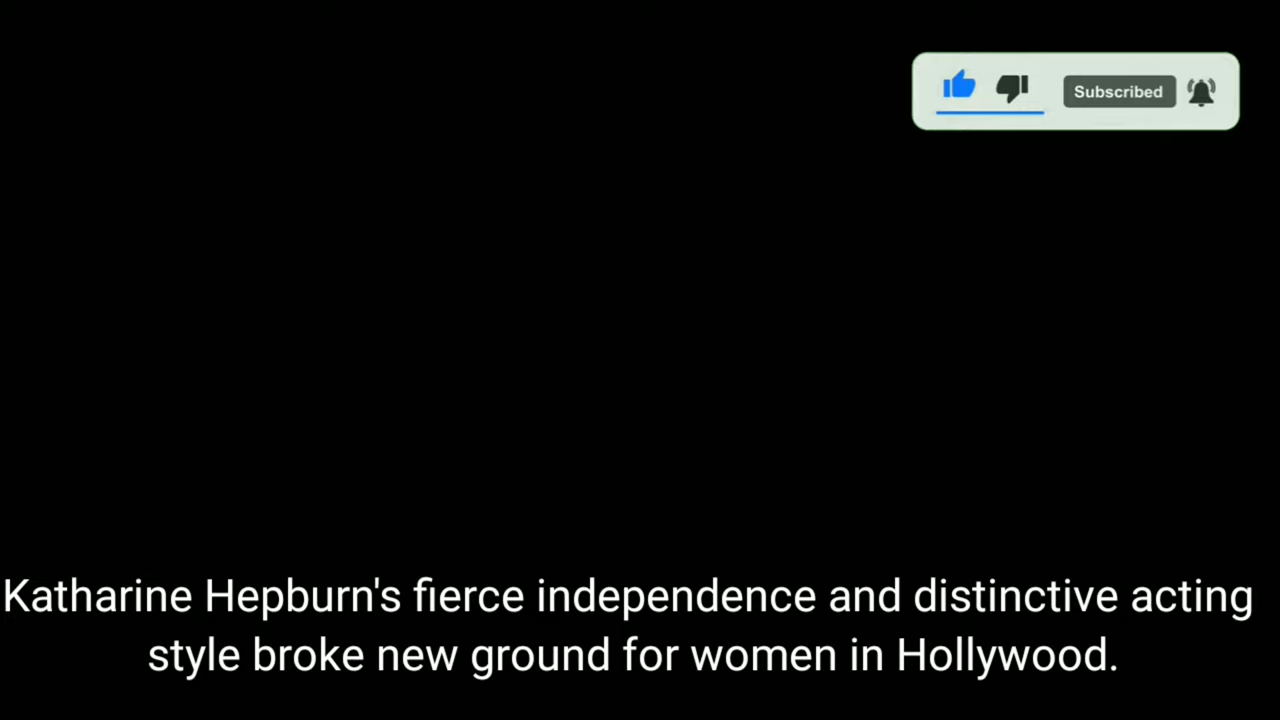 Subscribed
Katharine Hepburn's fierce independence and distinctive acting
style broke new ground for women in Hollywood.